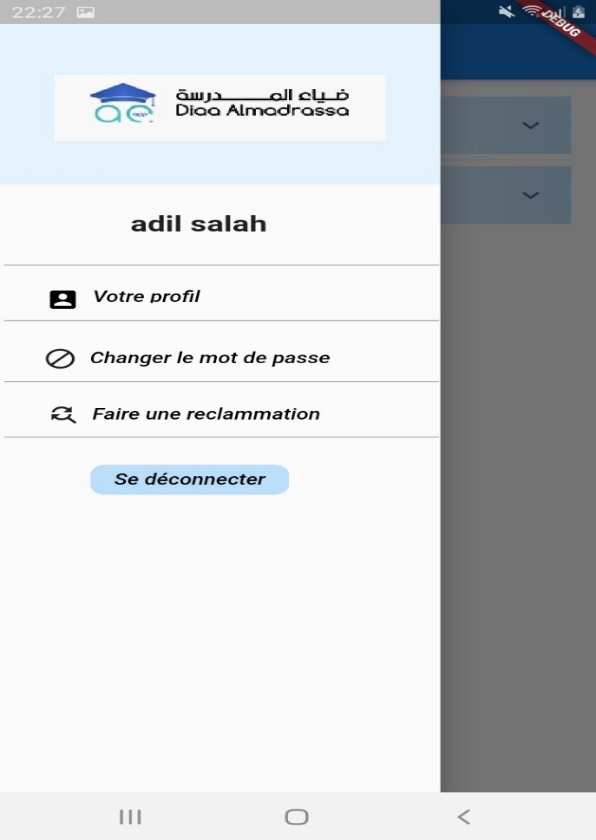 22:27
DEBUG
ضياء المــــدرسة
Diaa Almadrassa
adil salah
Votre profil
Changer le mot de passe
Faire une reclammation
Se déconnecter